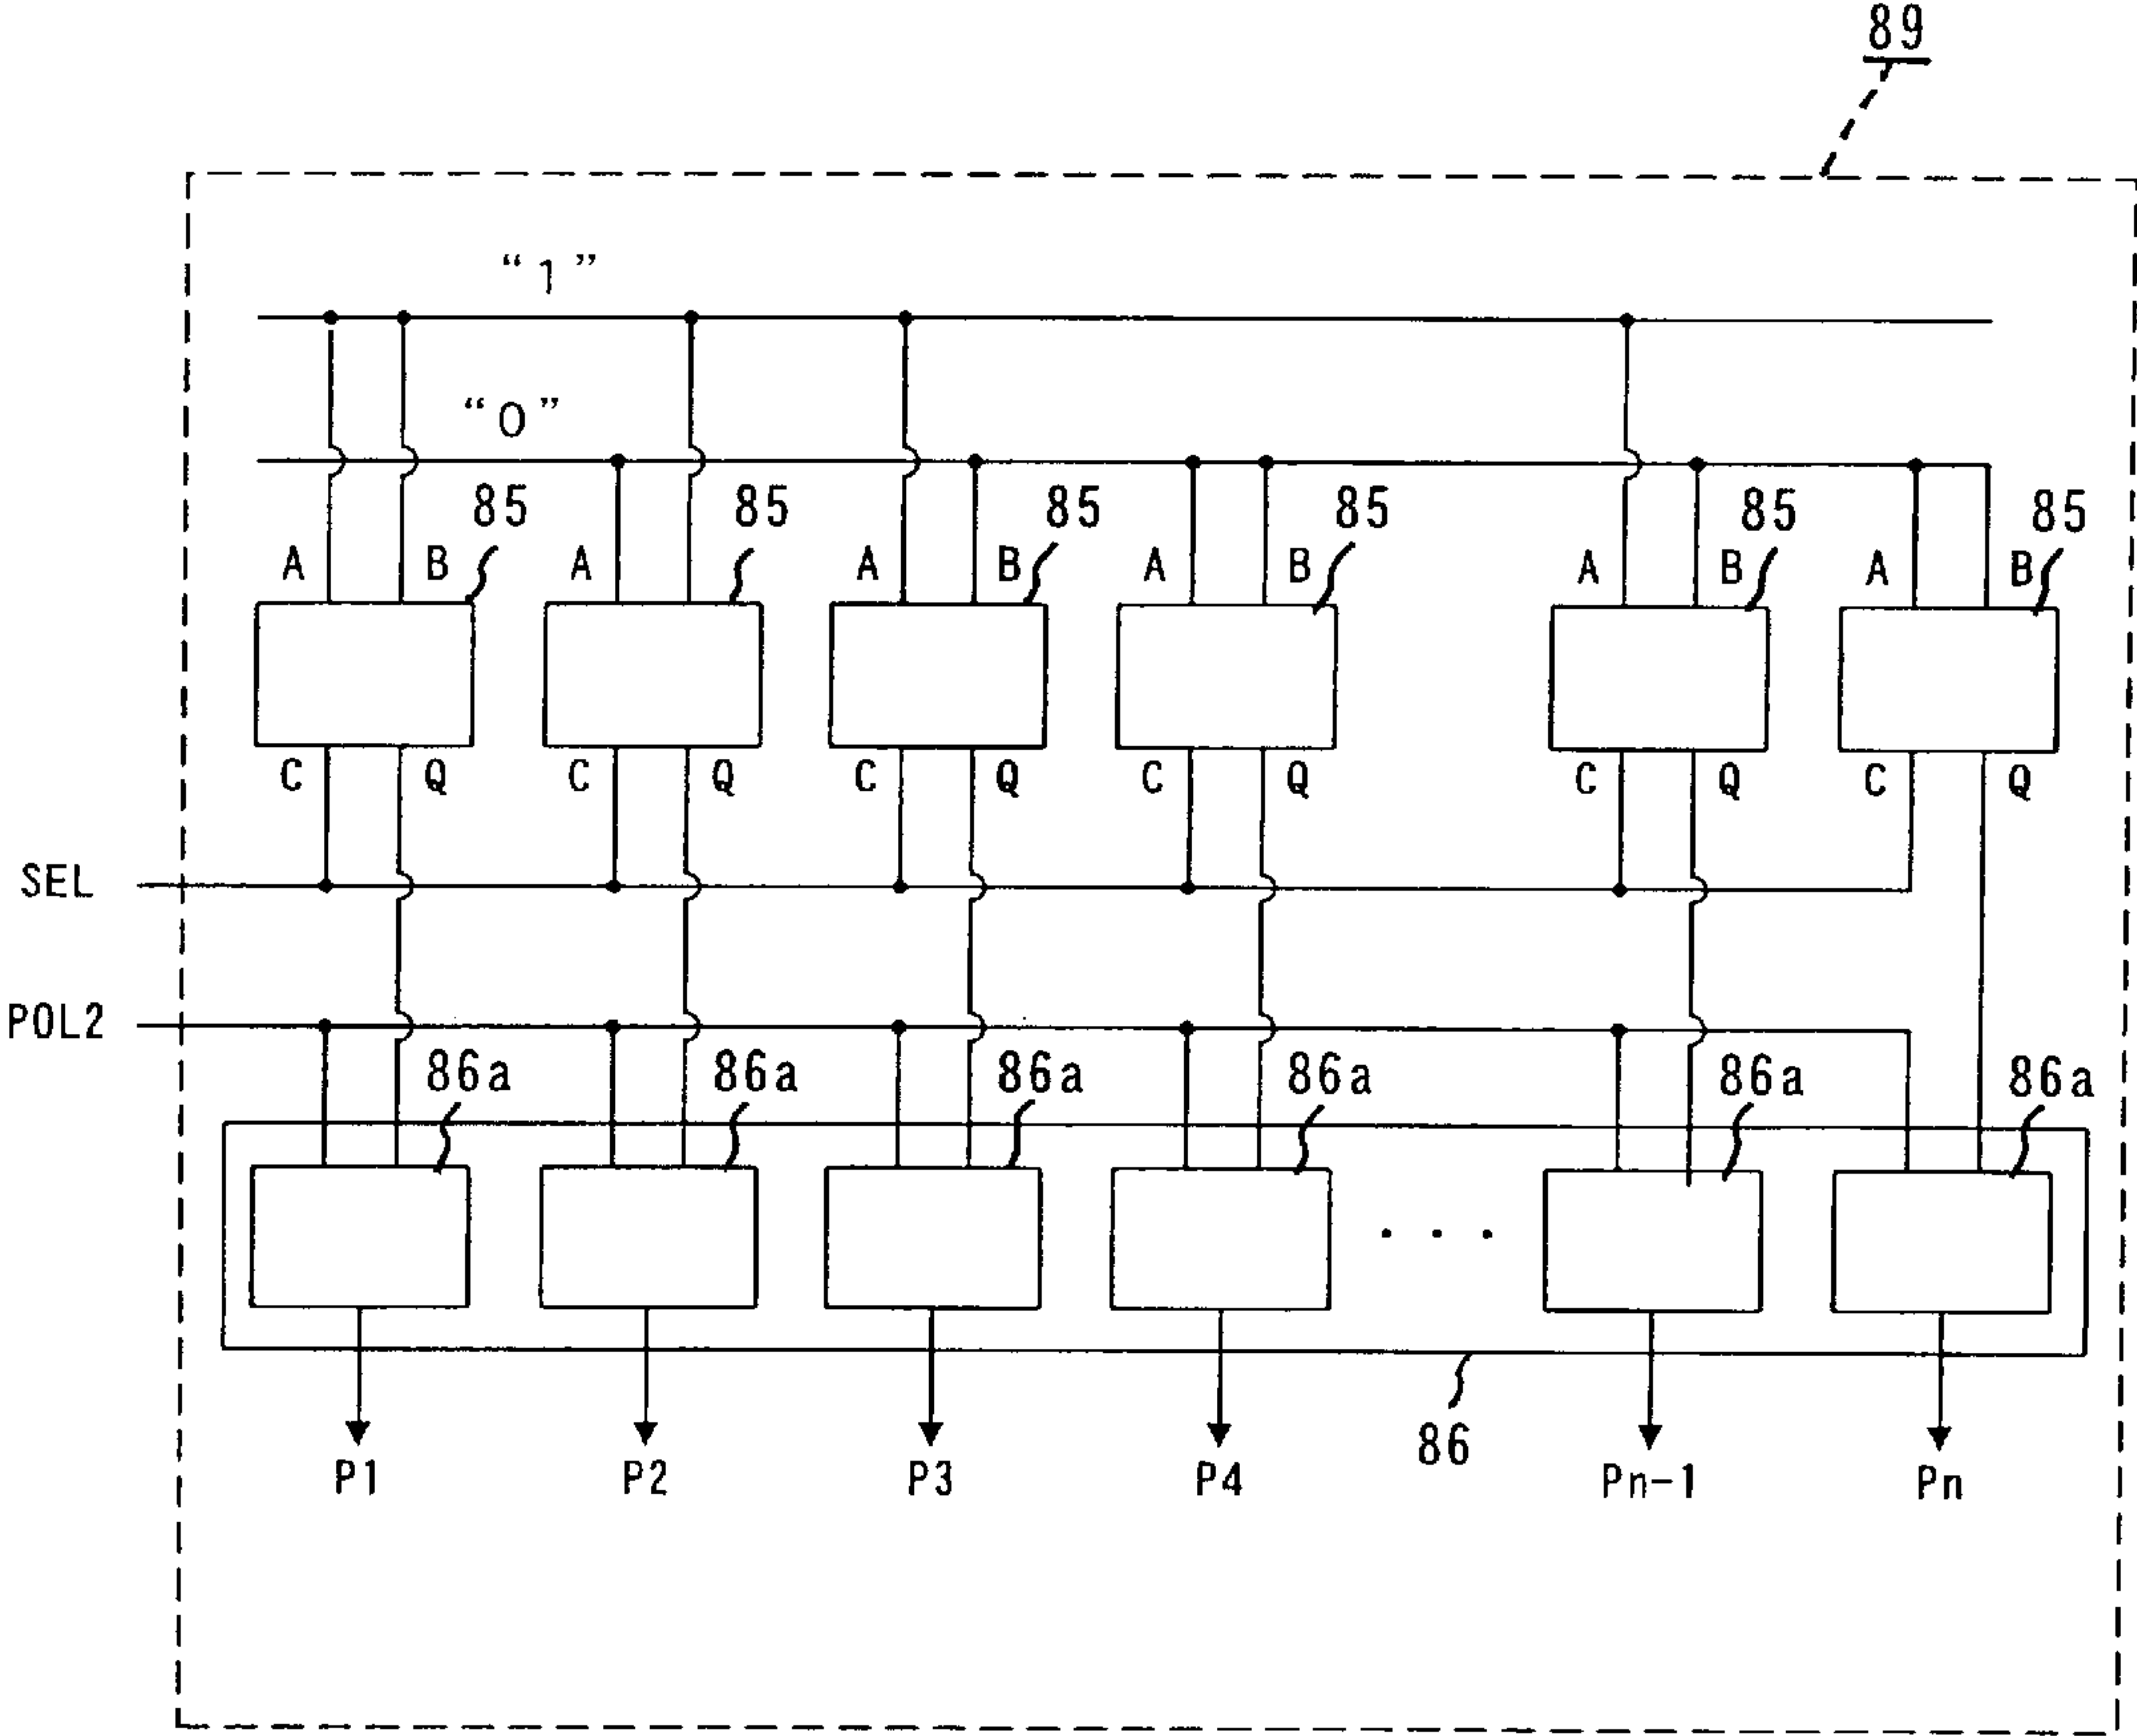 89
“1”
“0”
85 85 85 85 85 85
A B A A B A B A B A B
C Q C Q C Q C Q C Q C Q
SEL
POL2
86a 86a 86a 86a 86a 86a
. . .
86
P1 P2 P3 P4 Pn-1 Pn